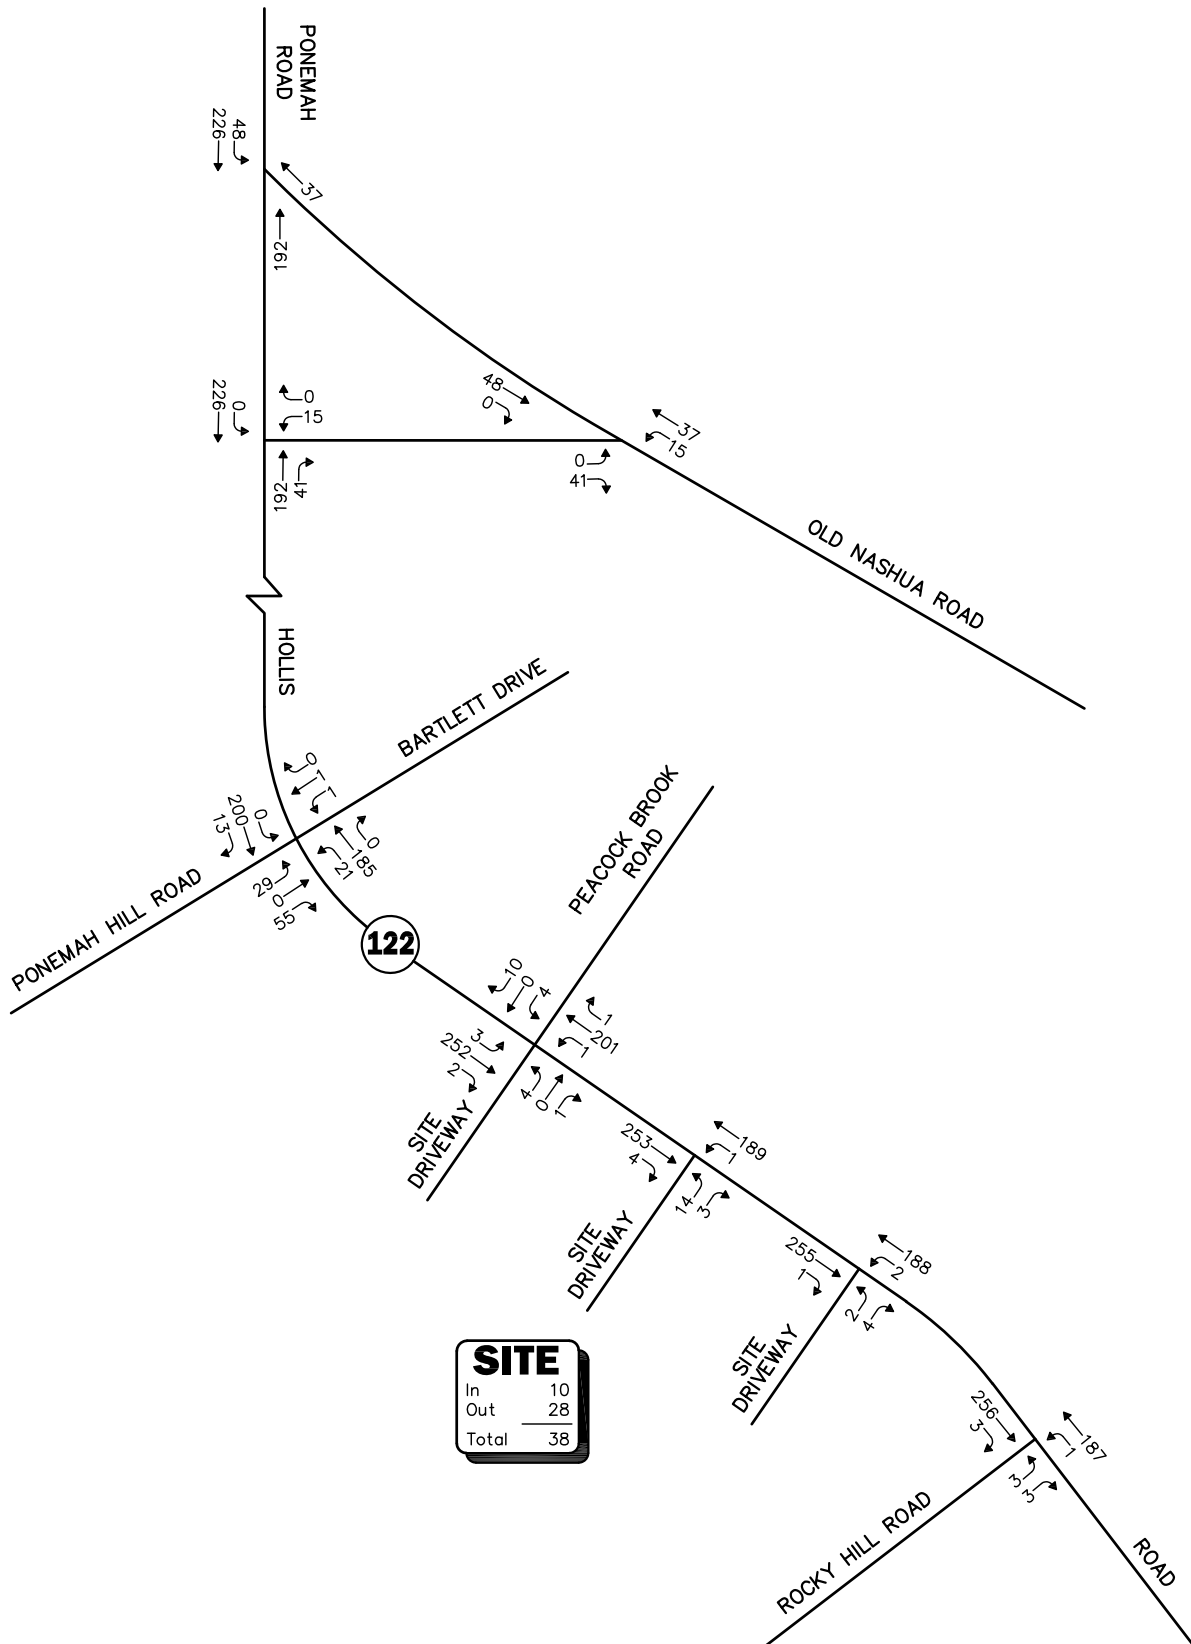 PONEMAH
ROAD
48
226
37
192
0
226
0
15
48
0
37
15
192
41
0
41
OLD NASHUA ROAD
HOLLIS
BARTLETT DRIVE
0
1
1
0
200
13
0
185
21
29
0
55
PONEMAH HILL ROAD
122
PEACOCK BROOK
ROAD
10
0
4
3
252
2
1
201
1
4
0
1
SITE
DRIVEWAY
253
4
189
1
14
3
SITE
DRIVEWAY
255
1
188
2
2
4
SITE
DRIVEWAY
SITE
In 10
Out 28
Total 38
256
3
187
1
3
3
ROCKY HILL ROAD
ROAD